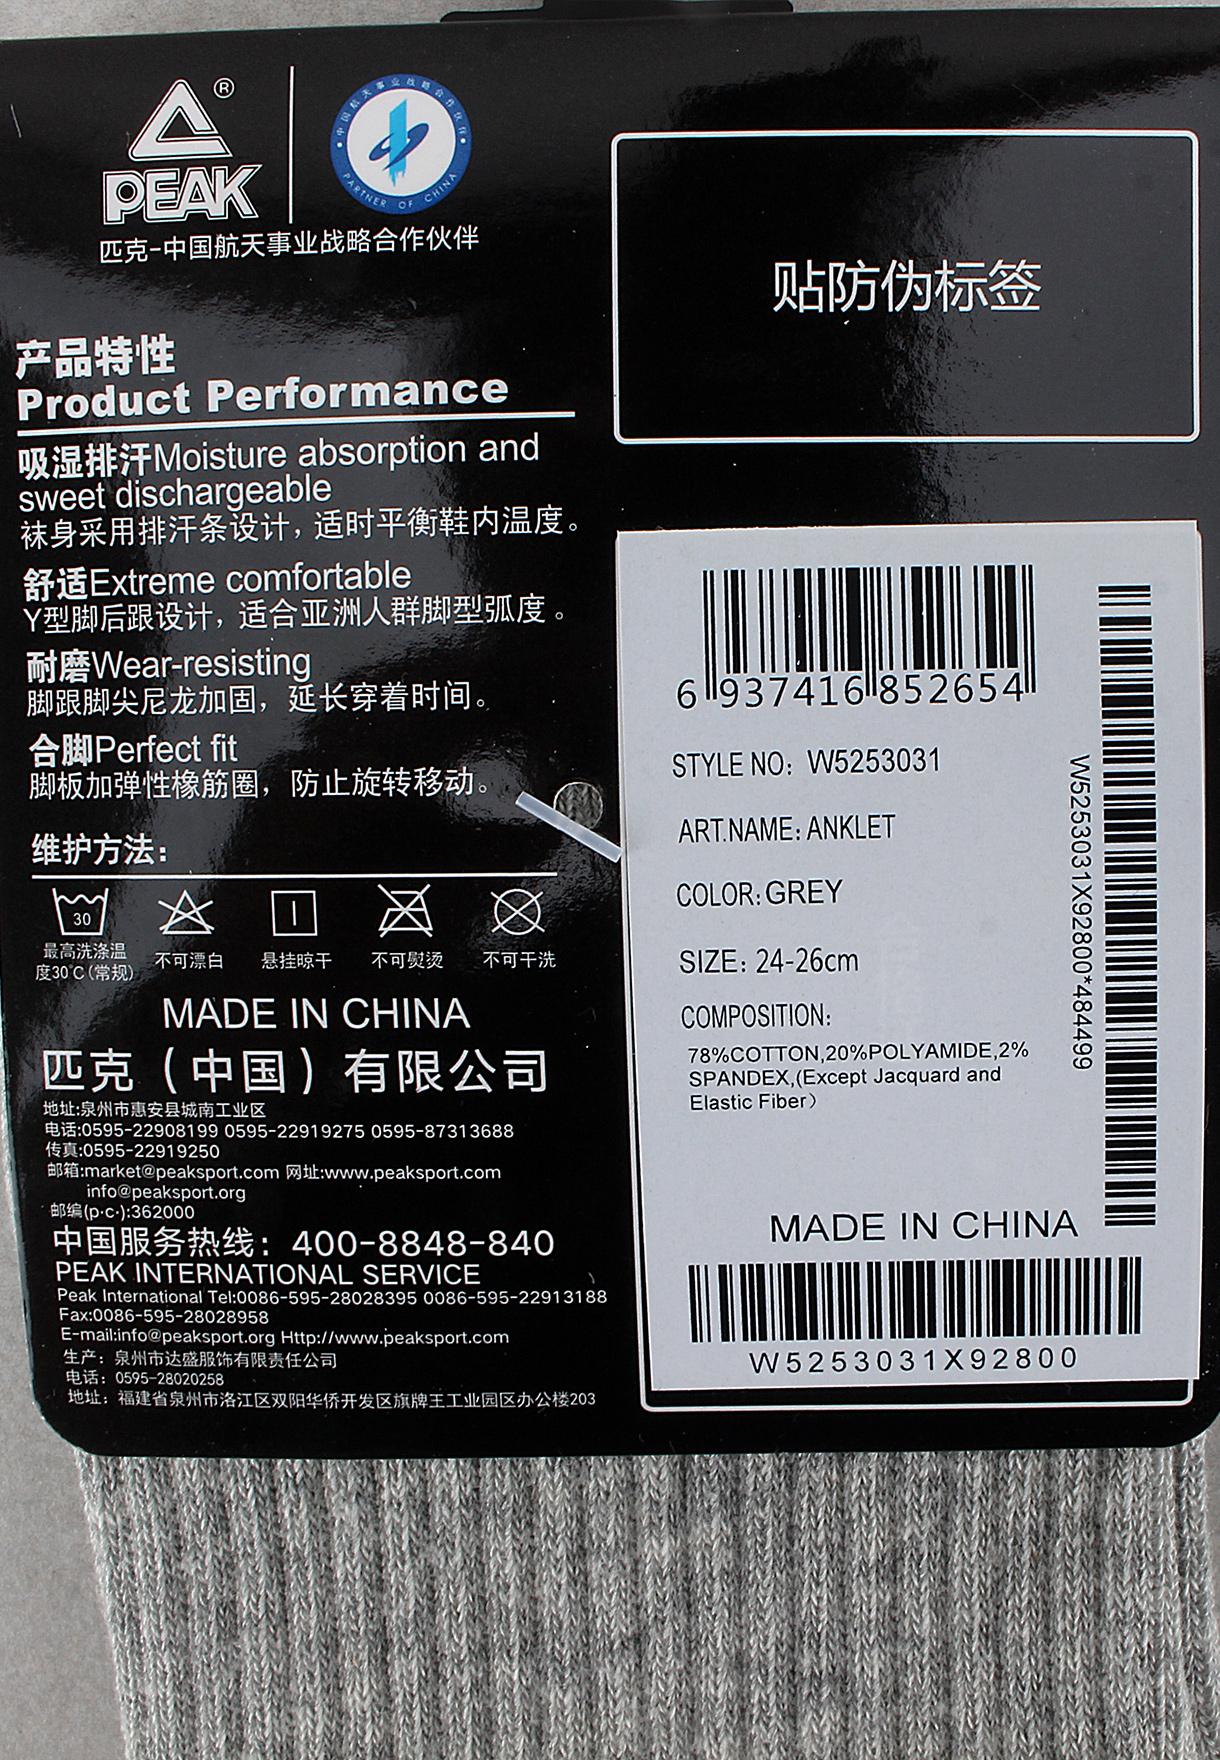 ®
PEAK
中国航天事业战略合作伙伴
PARTNER OF CHINA
匹克-中国航天事业战略合作伙伴
产品特性
Product Performance
吸湿排汗Moisture absorption and
sweet dischargeable
袜身采用排汗条设计，适时平衡鞋内温度。
舒适Extreme comfortable
Y型脚后跟设计，适合亚洲人群脚型弧度。
耐磨Wear-resisting
脚跟脚尖尼龙加固，延长穿着时间。
合脚Perfect fit
脚板加弹性橡筋圈，防止旋转移动。
维护方法：
30
最高洗涤温
度30℃(常规)
不可漂白
悬挂晾干
不可熨烫
不可干洗
MADE IN CHINA
匹克（中国）有限公司
地址:泉州市惠安县城南工业区
电话:0595-22908199 0595-22919275 0595-87313688
传真:0595-22919250
邮箱:market@peaksport.com 网址:www.peaksport.com
info@peaksport.org
邮编(p·c·):362000
中国服务热线：400-8848-840
PEAK INTERNATIONAL SERVICE
Peak International Tel:0086-595-28028395 0086-595-22913188
Fax:0086-595-28028958
E-mail:info@peaksport.org Http://www.peaksport.com
生产：泉州市达盛服饰有限责任公司
电话：0595-28020258
地址：福建省泉州市洛江区双阳华侨开发区旗牌王工业园区办公楼203
贴防伪标签
6 937416 852654
STYLE NO: W5253031
ART.NAME: ANKLET
COLOR: GREY
SIZE: 24-26cm
COMPOSITION:
78%COTTON,20%POLYAMIDE,2%
SPANDEX,(Except Jacquard and
Elastic Fiber）
W5253031X92800*484499
MADE IN CHINA
W5253031X92800